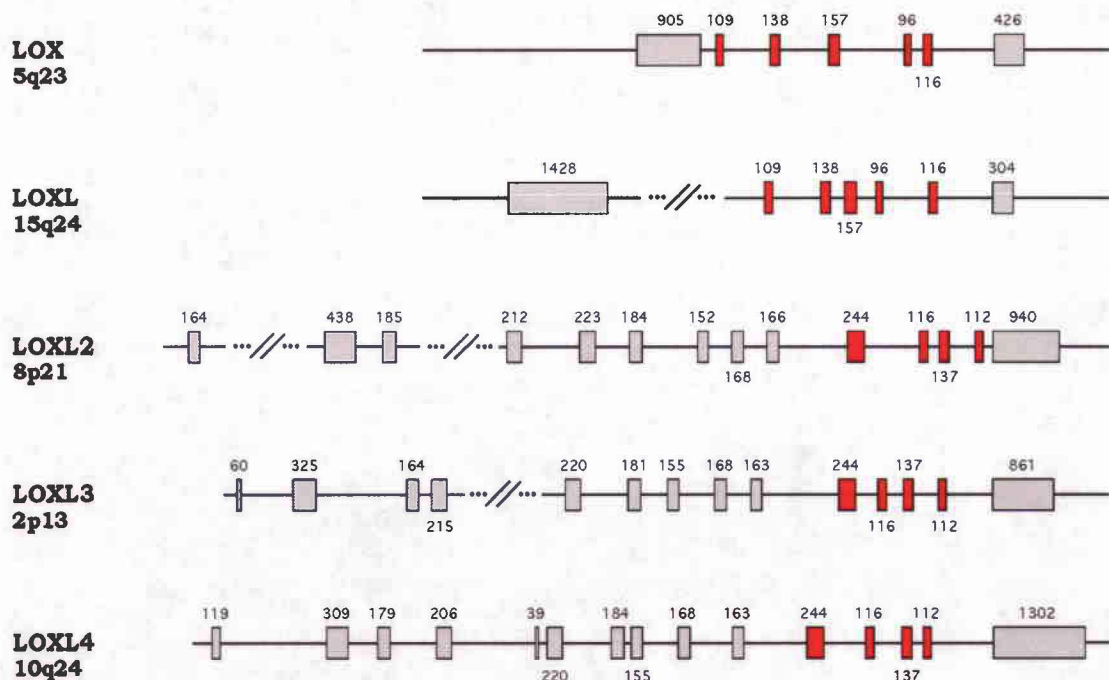 905 109 138 157 96 426
LOX
5q23
116
1428 109 138 96 116 304
LOXL
15q24
157
164 438 185 212 223 184 152 166 244 116 112 940
LOXL2
8p21
168 137
60 325 164 220 181 155 168 163 244 137 861
LOXL3
2p13
215 116 112
119 309 179 206 39 184 168 163 244 116 112 1302
LOXL4
10q24
220 155 137